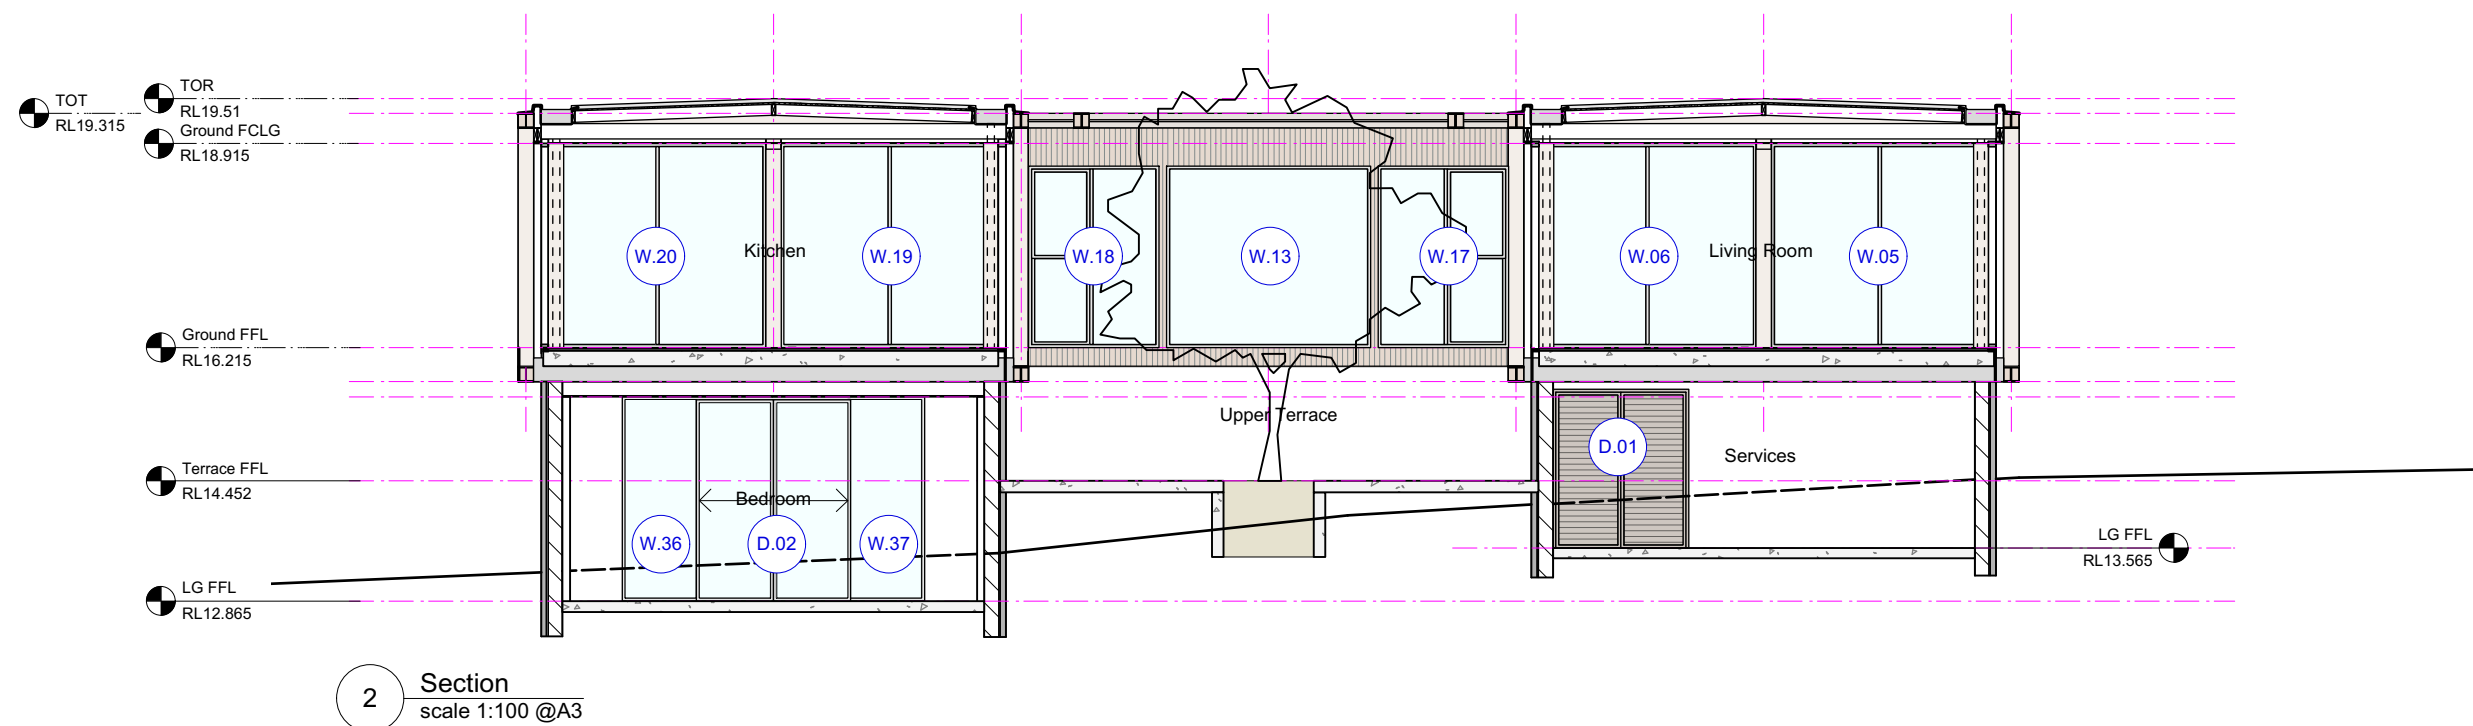 TOR
RL19.51
TOT
RL19.315
Ground FCLG
RL18.915
W.20
Kitchen
W.19
W.18
W.13
W.17
W.06
Living Room
W.05
Ground FFL
RL16.215
Upper Terrace
D.01
Services
Terrace FFL
RL14.452
Bedroom
W.36
D.02
W.37
LG FFL
RL13.565
LG FFL
RL12.865
2
Section
scale 1:100 @A3